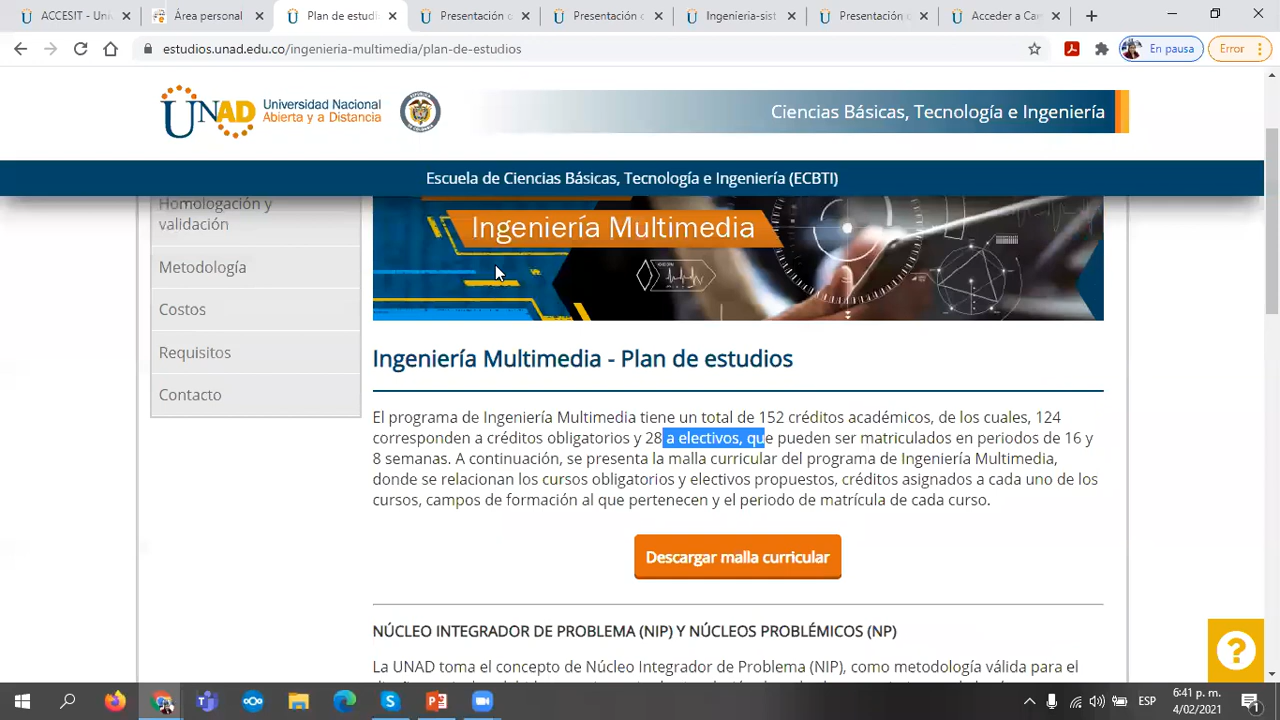 ACCESIT - UNA
Área personal
Plan de estudi
Presentación
Presentación
Ingenieria-sist
Presentación
Acceder a Ca
estudios.unad.edu.co/ingenieria-multimedia/plan-de-estudios
En pausa
Error
UNAD Universidad Nacional
Abierta y a Distancia
Ciencias Básicas, Tecnología e Ingeniería
Escuela de Ciencias Básicas, Tecnología e Ingeniería (ECBTI)
Homologación y
validación
Metodología
Costos
Requisitos
Contacto
Ingeniería Multimedia
Ingeniería Multimedia - Plan de estudios
El programa de Ingeniería Multimedia tiene un total de 152 créditos académicos, de los cuales, 124
corresponden a créditos obligatorios y 28 a electivos, que pueden ser matriculados en periodos de 16 y
8 semanas. A continuación, se presenta la malla curricular del programa de Ingeniería Multimedia,
donde se relacionan los cursos obligatorios y electivos propuestos, créditos asignados a cada uno de los
cursos, campos de formación al que pertenecen y el periodo de matrícula de cada curso.
Descargar malla curricular
NÚCLEO INTEGRADOR DE PROBLEMA (NIP) Y NÚCLEOS PROBLÉMICOS (NP)
La UNAD toma el concepto de Núcleo Integrador de Problema (NIP), como metodología válida para el
?
ESP
6:41 p. m.
4/02/2021